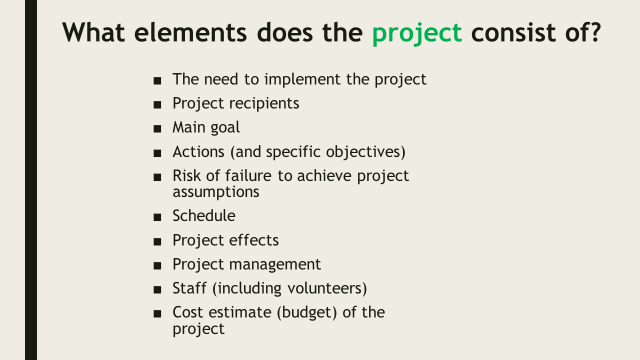 What elements does the project consist of?
■ The need to implement the project
■ Project recipients
■ Main goal
■ Actions (and specific objectives)
■ Risk of failure to achieve project
assumptions
■ Schedule
■ Project effects
■ Project management
■ Staff (including volunteers)
■ Cost estimate (budget) of the
project